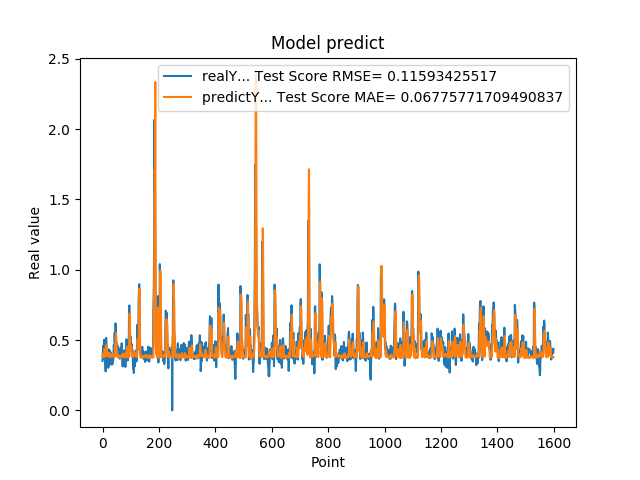 Model predict
realY... Test Score RMSE= 0.11593425517
predictY... Test Score MAE= 0.06775771709490837
2.5
2.0
1.5
1.0
0.5
0.0
Real value
0 200 400 600 800 1000 1200 1400 1600
Point